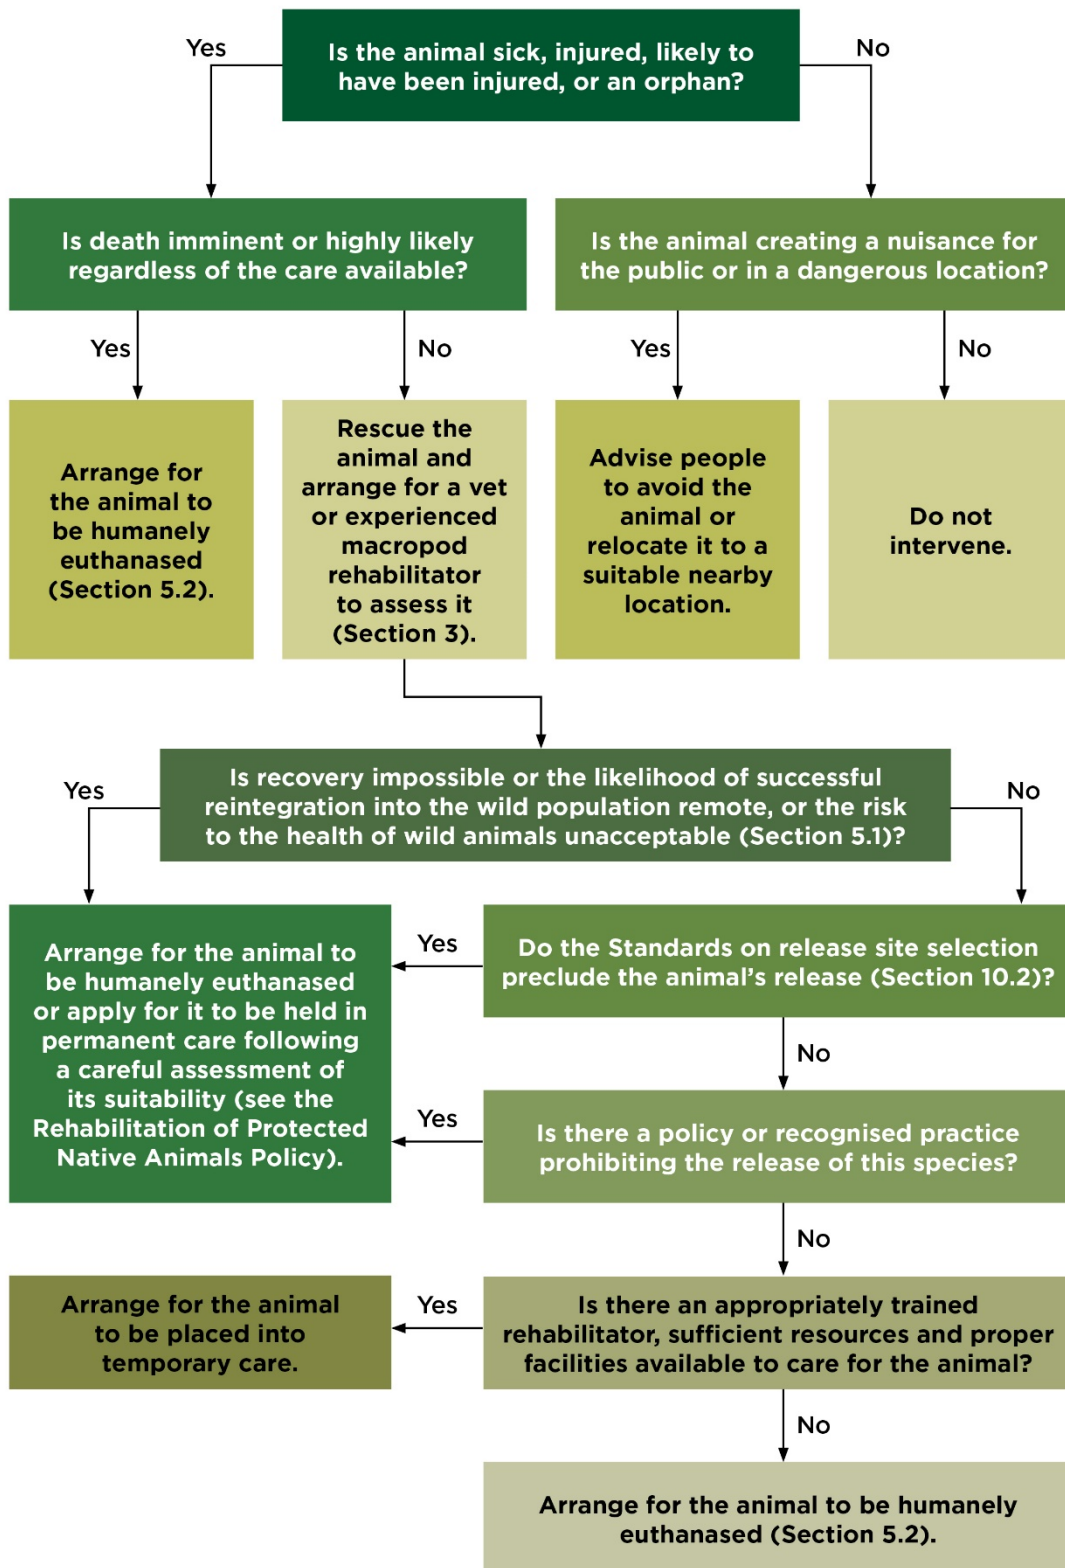 Yes
Is the animal sick, injured, likely to
have been injured, or an orphan?
No
Is death imminent or highly likely
regardless of the care available?
Is the animal creating a nuisance for
the public or in a dangerous location?
Yes
No
Yes
No
Arrange for
the animal to
be humanely
euthanased
(Section 5.2).
Rescue the
animal and
arrange for a vet
or experienced
macropod
rehabilitator
to assess it
(Section 3).
Advise people
to avoid the
animal or
relocate it to a
suitable nearby
location.
Do not
intervene.
Yes
Is recovery impossible or the likelihood of successful
reintegration into the wild population remote, or the risk
to the health of wild animals unacceptable (Section 5.1)?
No
Arrange for the animal to
be humanely euthanased
or apply for it to be held in
permanent care following
a careful assessment of
its suitability (see the
Rehabilitation of Protected
Native Animals Policy).
Yes
Do the Standards on release site selection
preclude the animal’s release (Section 10.2)?
No
Yes
Is there a policy or recognised practice
prohibiting the release of this species?
No
Arrange for the animal
to be placed into
temporary care.
Yes
Is there an appropriately trained
rehabilitator, sufficient resources and proper
facilities available to care for the animal?
No
Arrange for the animal to be humanely
euthanased (Section 5.2).